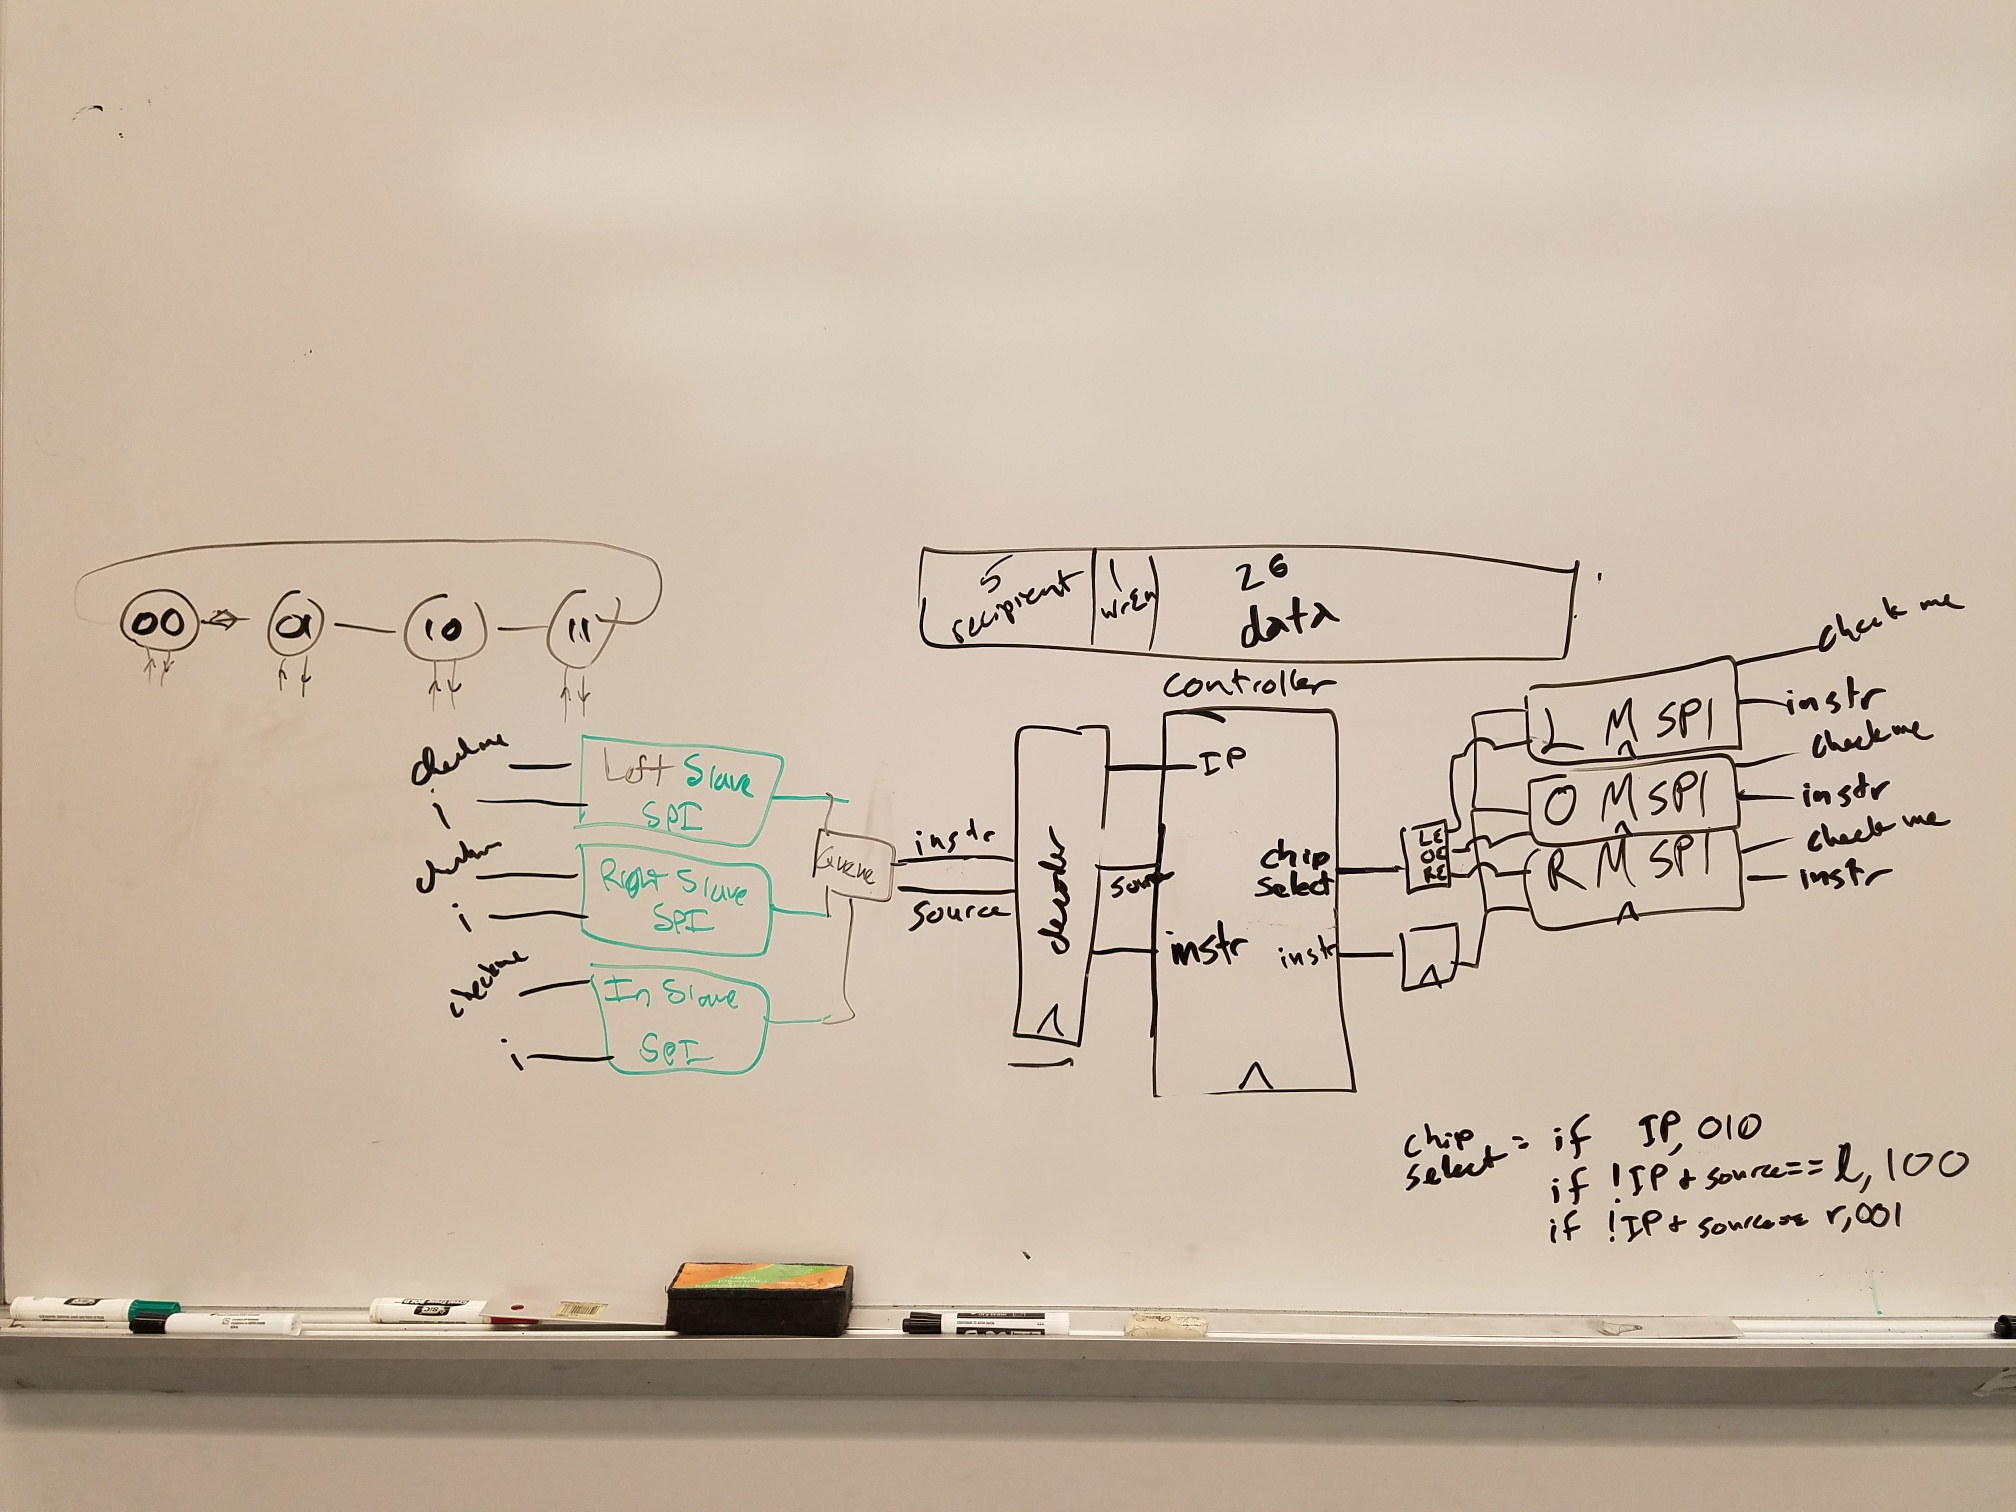 00 01 10 11
5 recipient
1 wrEn
26 data
controller
checkme
i
Left Slave
SPI
checkme
i
Right Slave
SPI
checkme
i
In Slave
SPI
Queue
instr
source
decoder
IP
source
instr
chip
select
instr
LE
OE
RE
L M SPI
check me
instr
O M SPI
check me
instr
R M SPI
check me
instr
chip
select = if IP, 010
if !IP + source==l, 100
if !IP + source== r, 001